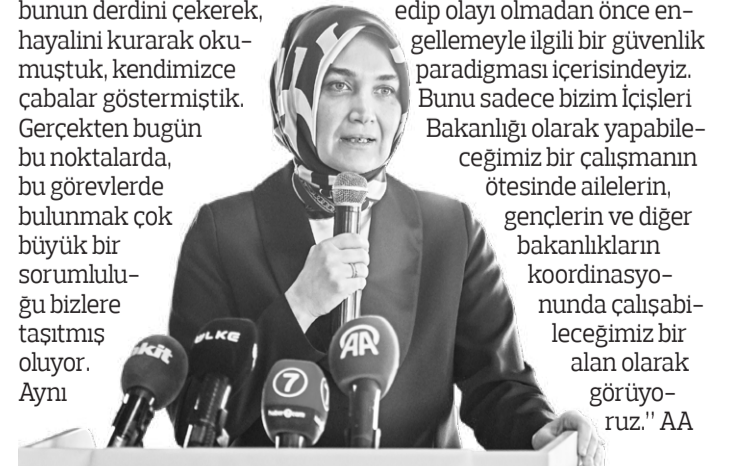 bunun derdini çekerek,
hayalini kurarak oku-
muştuk, kendimizce
çabalar göstermiştik.
Gerçekten bugün
bu noktalarda,
bu görevlerde
bulunmak çok
büyük bir
sorumlulu-
ğu bizlere
taşıtmış
oluyor.
Aynı
edip olayı olmadan önce en-
gellemeyle ilgili bir güvenlik
paradigması içerisindeyiz.
Bunu sadece bizim İçişleri
Bakanlığı olarak yapabile-
ceğimiz bir çalışmanın
ötesinde ailelerin,
gençlerin ve diğer
bakanlıkların
koordinasyo-
nunda çalışabi-
leceğimiz bir
alan olarak
görüyo-
ruz.” AA
akit
ÜLKE
7
AA